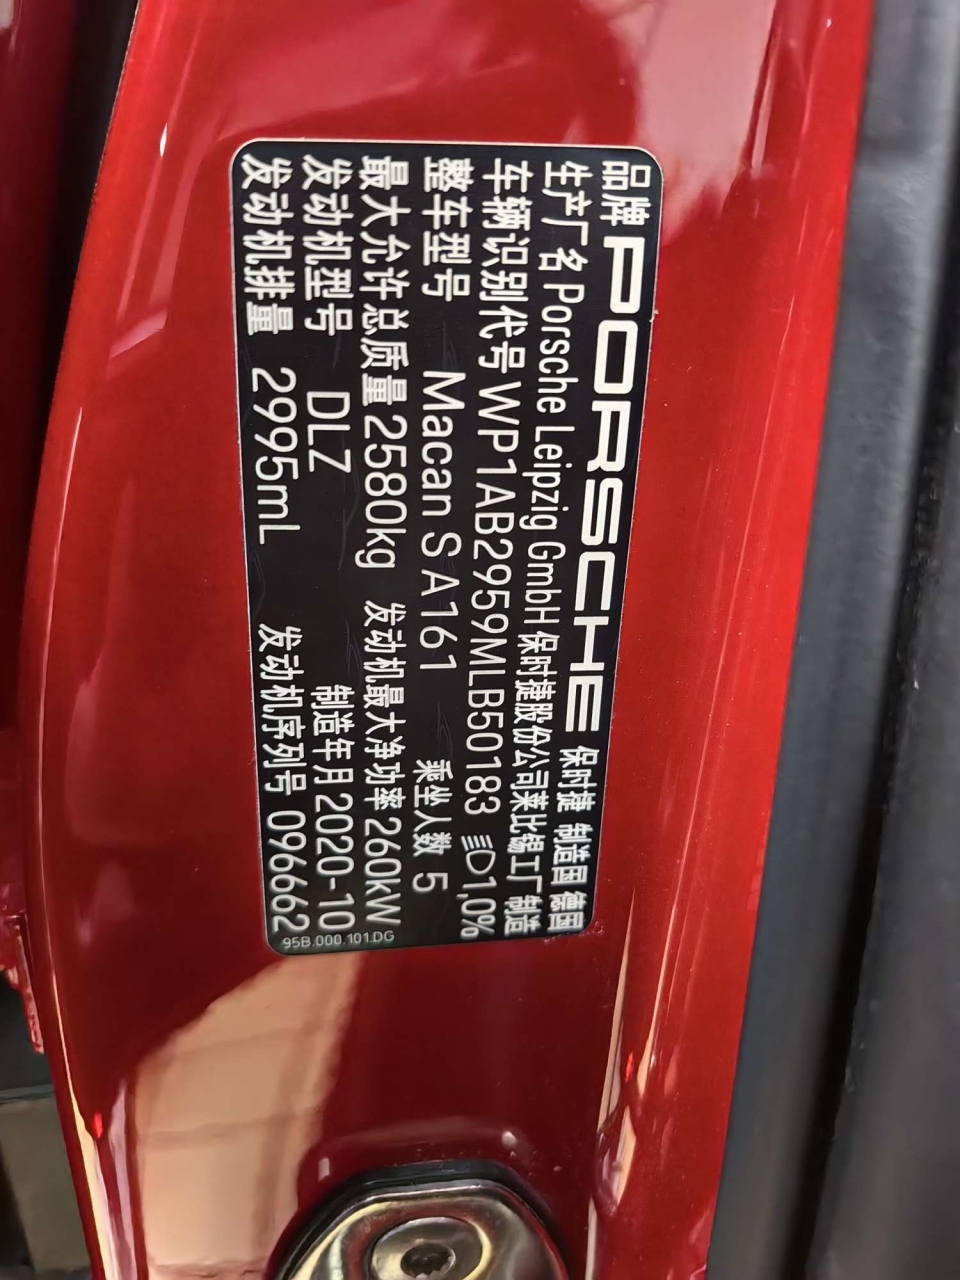 品牌 PORSCHE 保时捷 制造国 德国
生产厂名 Porsche Leipzig GmbH 保时捷股份公司莱比锡工厂制造
车辆识别代号 WP1AB2959MLB50183 1,0%
整车型号 Macan S A161 乘坐人数 5
最大允许总质量 2580kg 发动机最大净功率 260kW
发动机型号 DLZ 制造年月 2020-10
发动机排量 2995mL 发动机序列号 096662
95B.000.101.DG